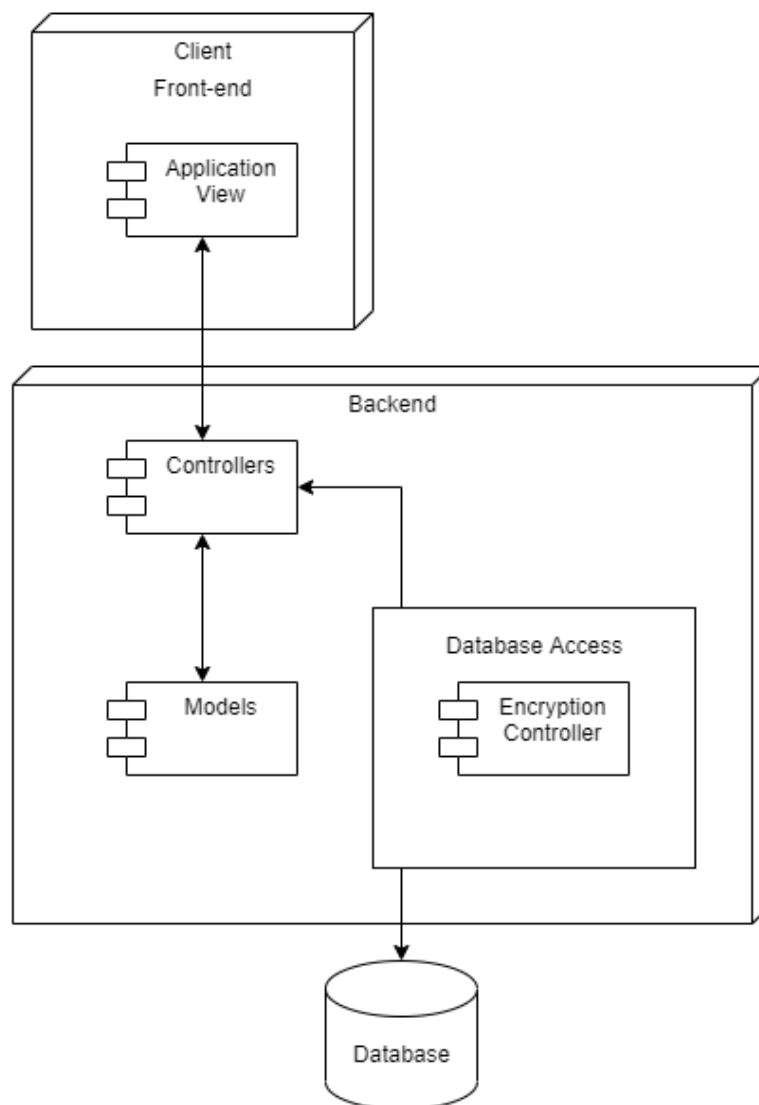 Client
Front-end
Application
View
Backend
Controllers
Database Access
Models
Encryption
Controller
Database